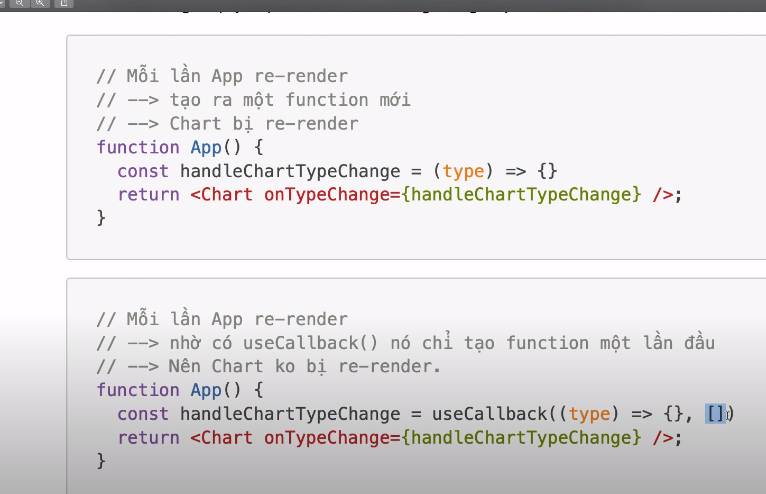 // Mỗi lần App re-render
// --> tạo ra một function mới
// --> Chart bị re-render
function App() {
  const handleChartTypeChange = (type) => {}
  return <Chart onTypeChange={handleChartTypeChange} />;
}
// Mỗi lần App re-render
// --> nhờ có useCallback() nó chỉ tạo function một lần đầu
// --> Nên Chart ko bị re-render.
function App() {
  const handleChartTypeChange = useCallback((type) => {}, [])
  return <Chart onTypeChange={handleChartTypeChange} />;
}